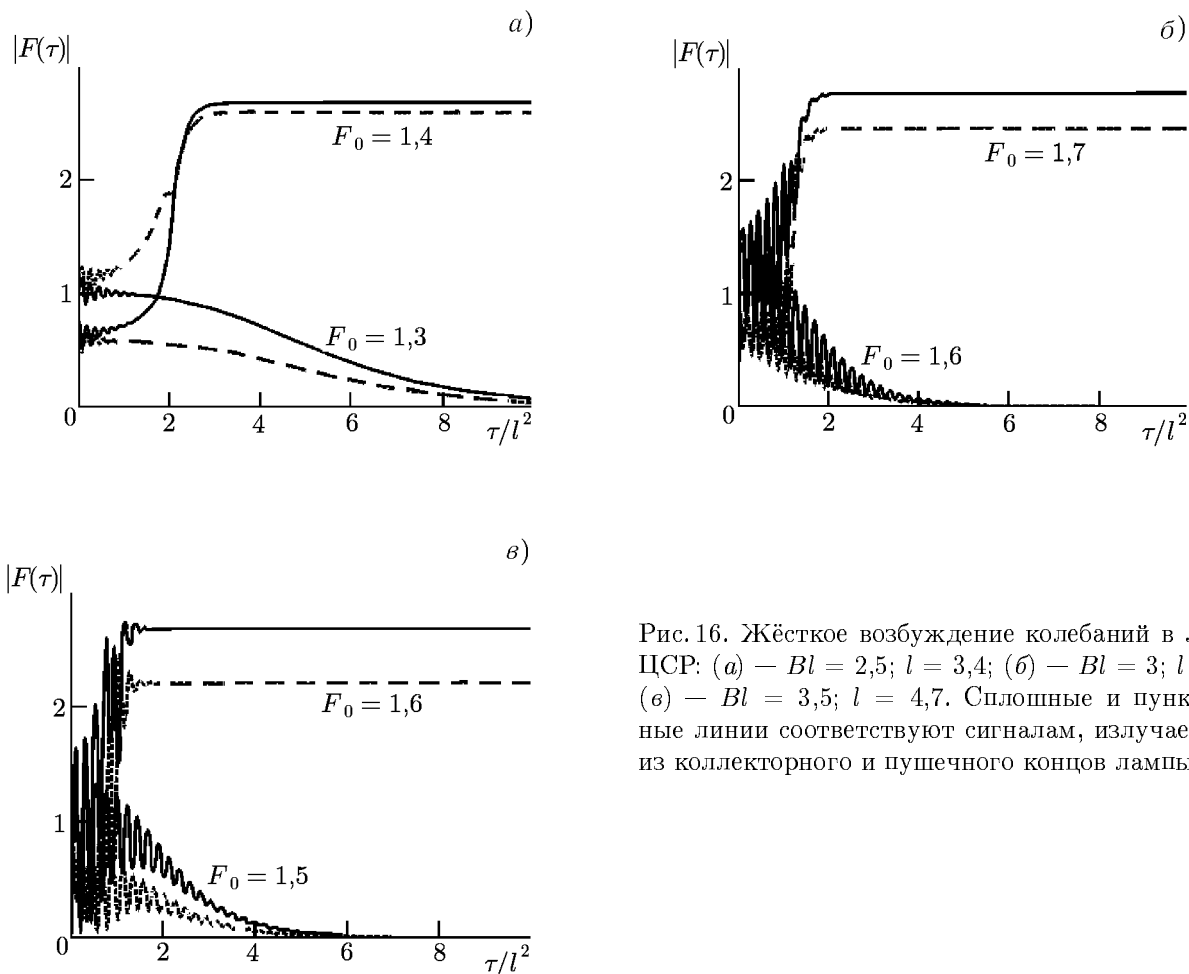 а)
|F(τ)|
F₀ = 1,4
2
1
F₀ = 1,3
0
2
4
6
8
τ/l²
б)
|F(τ)|
F₀ = 1,7
2
1
F₀ = 1,6
0
2
4
6
8
τ/l²
в)
|F(τ)|
F₀ = 1,6
2
1
F₀ = 1,5
0
2
4
6
8
τ/l²
Рис. 16. Жёсткое возбуждение колебаний в
ЦСР: (а) — Bl = 2,5; l = 3,4; (б) — Bl = 3; l
(в) — Bl = 3,5; l = 4,7. Сплошные и пунк
ные линии соответствуют сигналам, излучае
из коллекторного и пушечного концов лампы